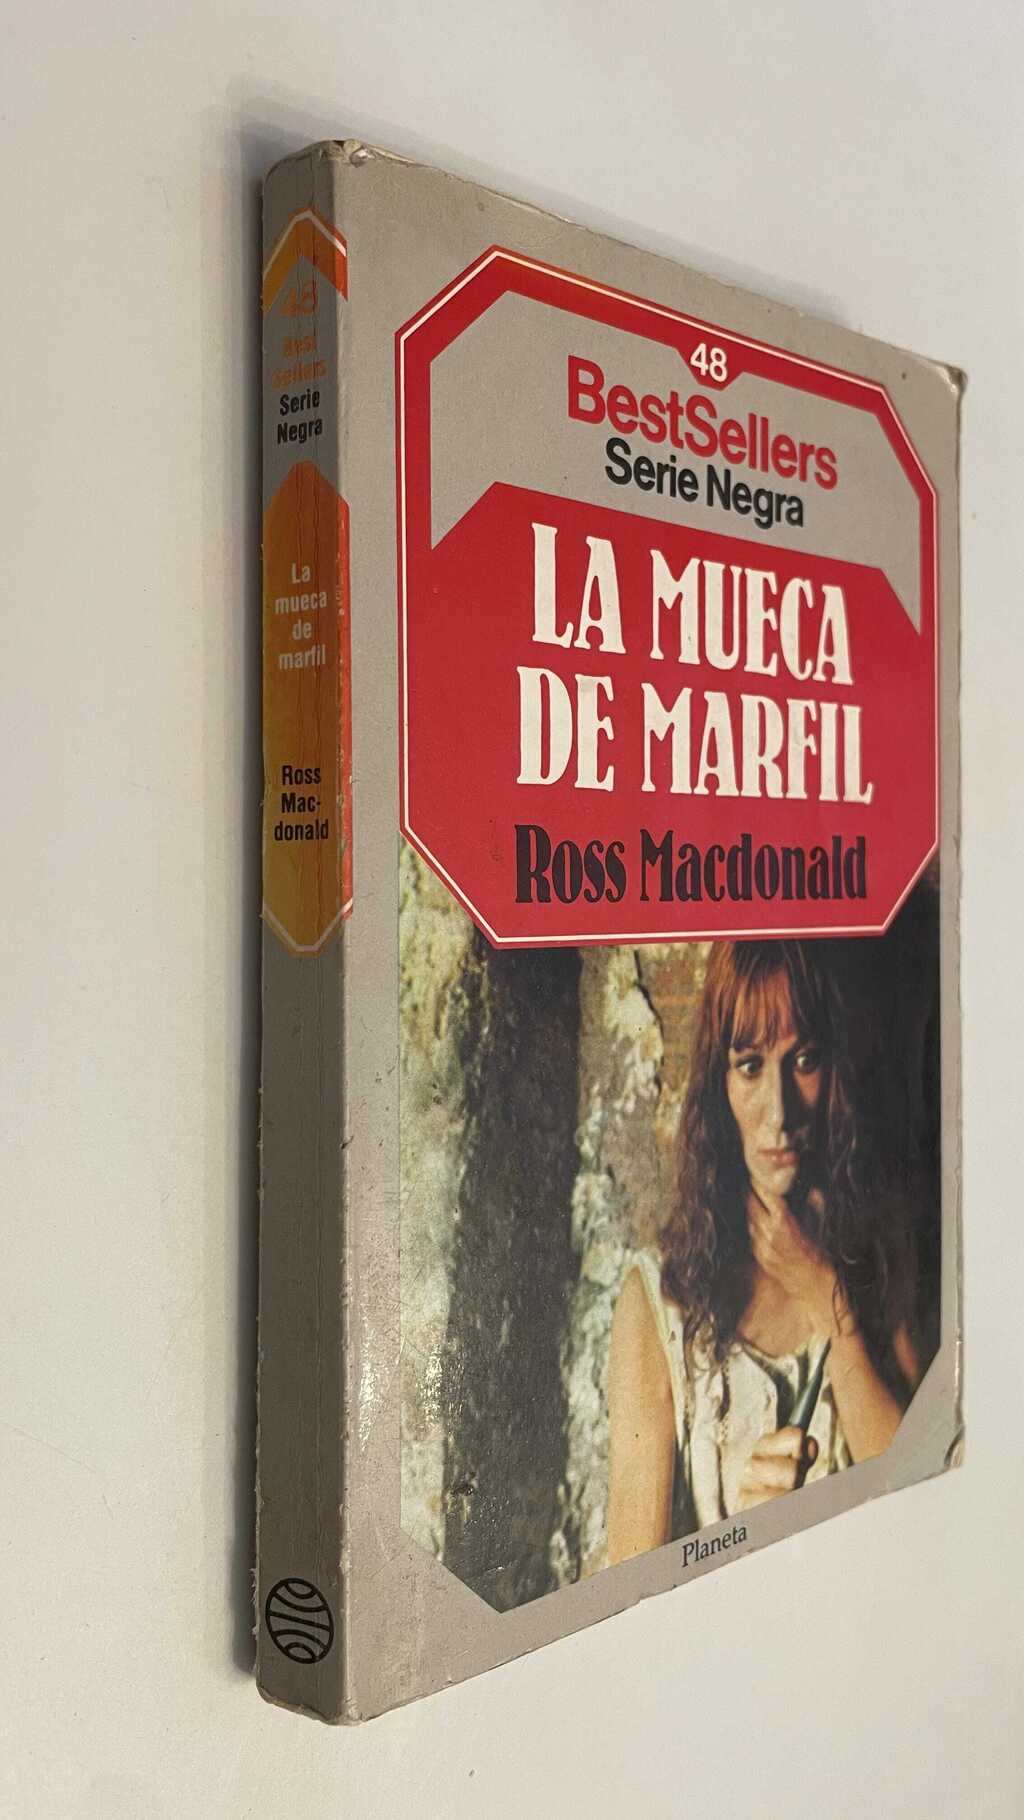 48
Best
Sellers
Serie
Negra
La
mueca
de
marfil
Ross
Mac-
donald
48
BestSellers
Serie Negra
LA MUECA
DE MARFIL
Ross Macdonald
Planeta